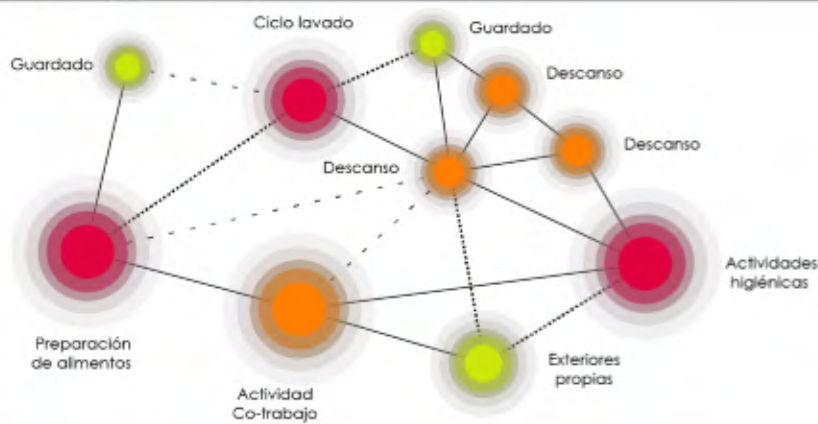 Ciclo lavado
Guardado
Guardado
Descanso
Descanso
Descanso
Actividades
higiénicas
Preparación
de alimentos
Exteriores
propias
Actividad
Co-trabajo